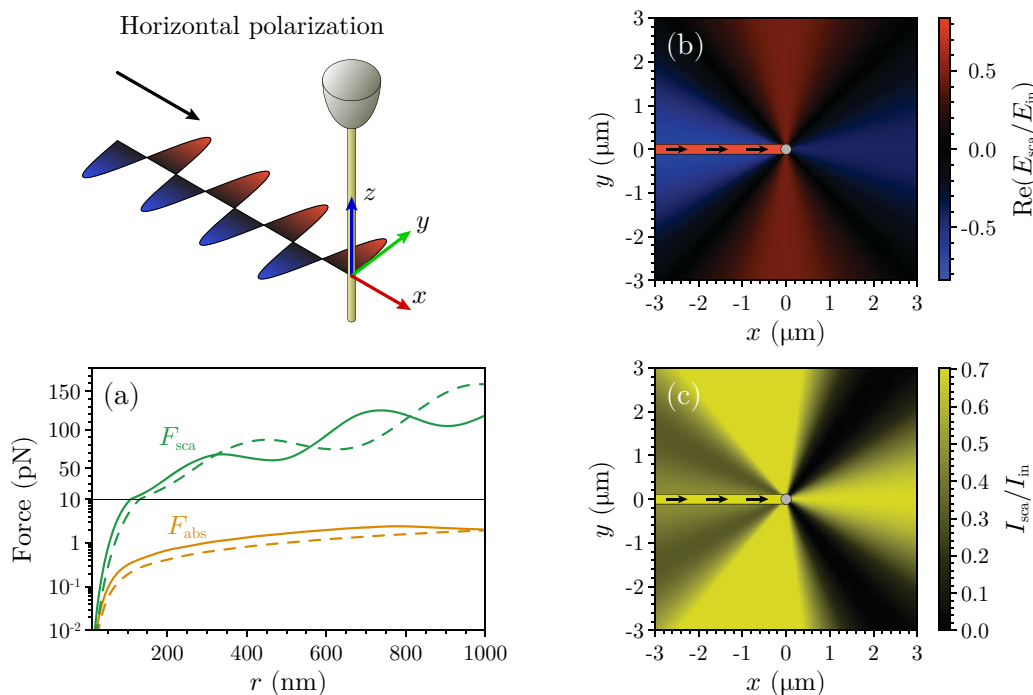 Horizontal polarization
z
y
x
(a)
F_sca
F_abs
Force (pN)
150
100
50
10
1
10⁻¹
10⁻²
200 400 600 800 1000
r (nm)
(b)
y (µm)
3
2
1
0
-1
-2
-3
-3 -2 -1 0 1 2 3
x (µm)
0.5
0.0
-0.5
Re(E_sca/E_in)
(c)
y (µm)
3
2
1
0
-1
-2
-3
-3 -2 -1 0 1 2 3
x (µm)
0.7
0.6
0.5
0.4
0.3
0.2
0.1
0.0
I_sca/I_in